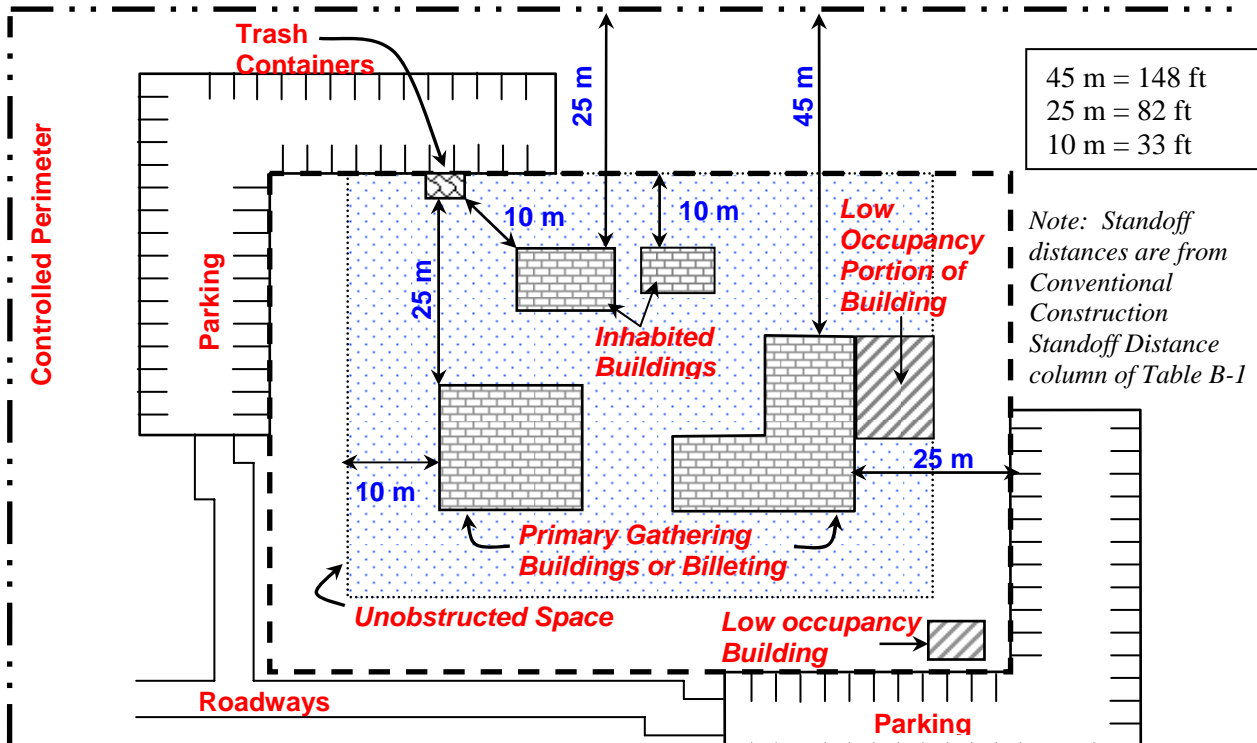 Trash
Containers
25 m
45 m
45 m = 148 ft
25 m = 82 ft
10 m = 33 ft
Controlled Perimeter
Parking
10 m
10 m
25 m
Low
Occupancy
Portion of
Building
Note: Standoff
distances are from
Conventional
Construction
Standoff Distance
column of Table B-1
Inhabited
Buildings
10 m
25 m
Primary Gathering
Buildings or Billeting
Unobstructed Space
Low occupancy
Building
Roadways
Parking